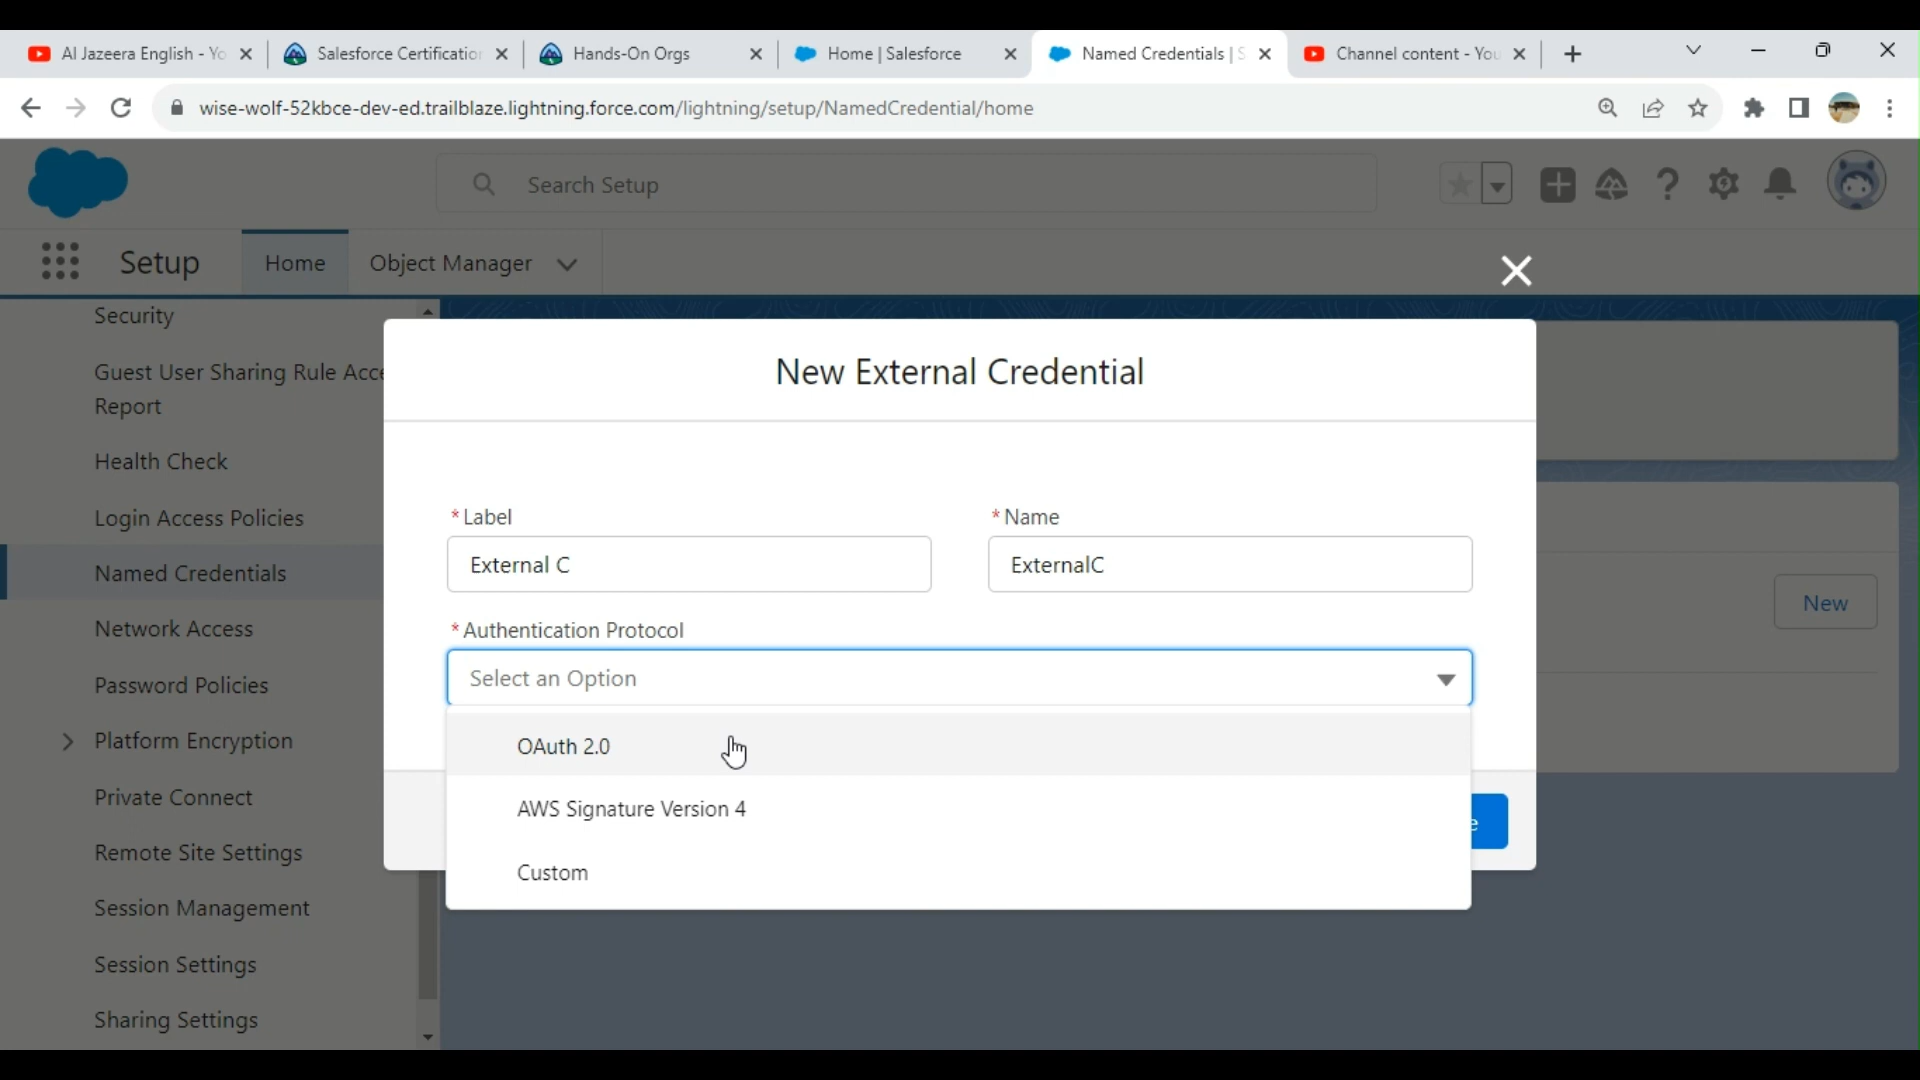 Al Jazeera English - Yo
Salesforce Certification
Hands-On Orgs
Home | Salesforce
Named Credentials | S
Channel content - You
wise-wolf-52kbce-dev-ed.trailblaze.lightning.force.com/lightning/setup/NamedCredential/home
Search Setup
Setup
Home
Object Manager
Security
Guest User Sharing Rule Acce
Report
Health Check
Login Access Policies
Named Credentials
Network Access
Password Policies
Platform Encryption
Private Connect
Remote Site Settings
Session Management
Session Settings
Sharing Settings
New External Credential
* Label
* Name
External C
ExternalC
* Authentication Protocol
Select an Option
OAuth 2.0
AWS Signature Version 4
Custom
New